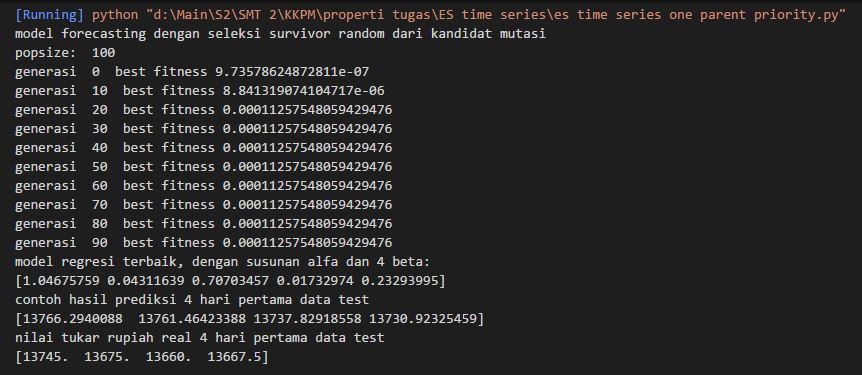 [Running] python "d:\Main\S2\SMT 2\KKPM\properti tugas\ES time series\es time series one parent priority.py"
model forecasting dengan seleksi survivor random dari kandidat mutasi
popsize:  100
generasi  0  best fitness 9.73578624872811e-07
generasi  10  best fitness 8.841319074104717e-06
generasi  20  best fitness 0.00011257548059429476
generasi  30  best fitness 0.00011257548059429476
generasi  40  best fitness 0.00011257548059429476
generasi  50  best fitness 0.00011257548059429476
generasi  60  best fitness 0.00011257548059429476
generasi  70  best fitness 0.00011257548059429476
generasi  80  best fitness 0.00011257548059429476
generasi  90  best fitness 0.00011257548059429476
model regresi terbaik, dengan susunan alfa dan 4 beta:
[1.04675759 0.04311639 0.70703457 0.01732974 0.23293995]
contoh hasil prediksi 4 hari pertama data test
[13766.2940088  13761.46423388 13737.82918558 13730.92325459]
nilai tukar rupiah real 4 hari pertama data test
[13745.  13675.  13660.  13667.5]